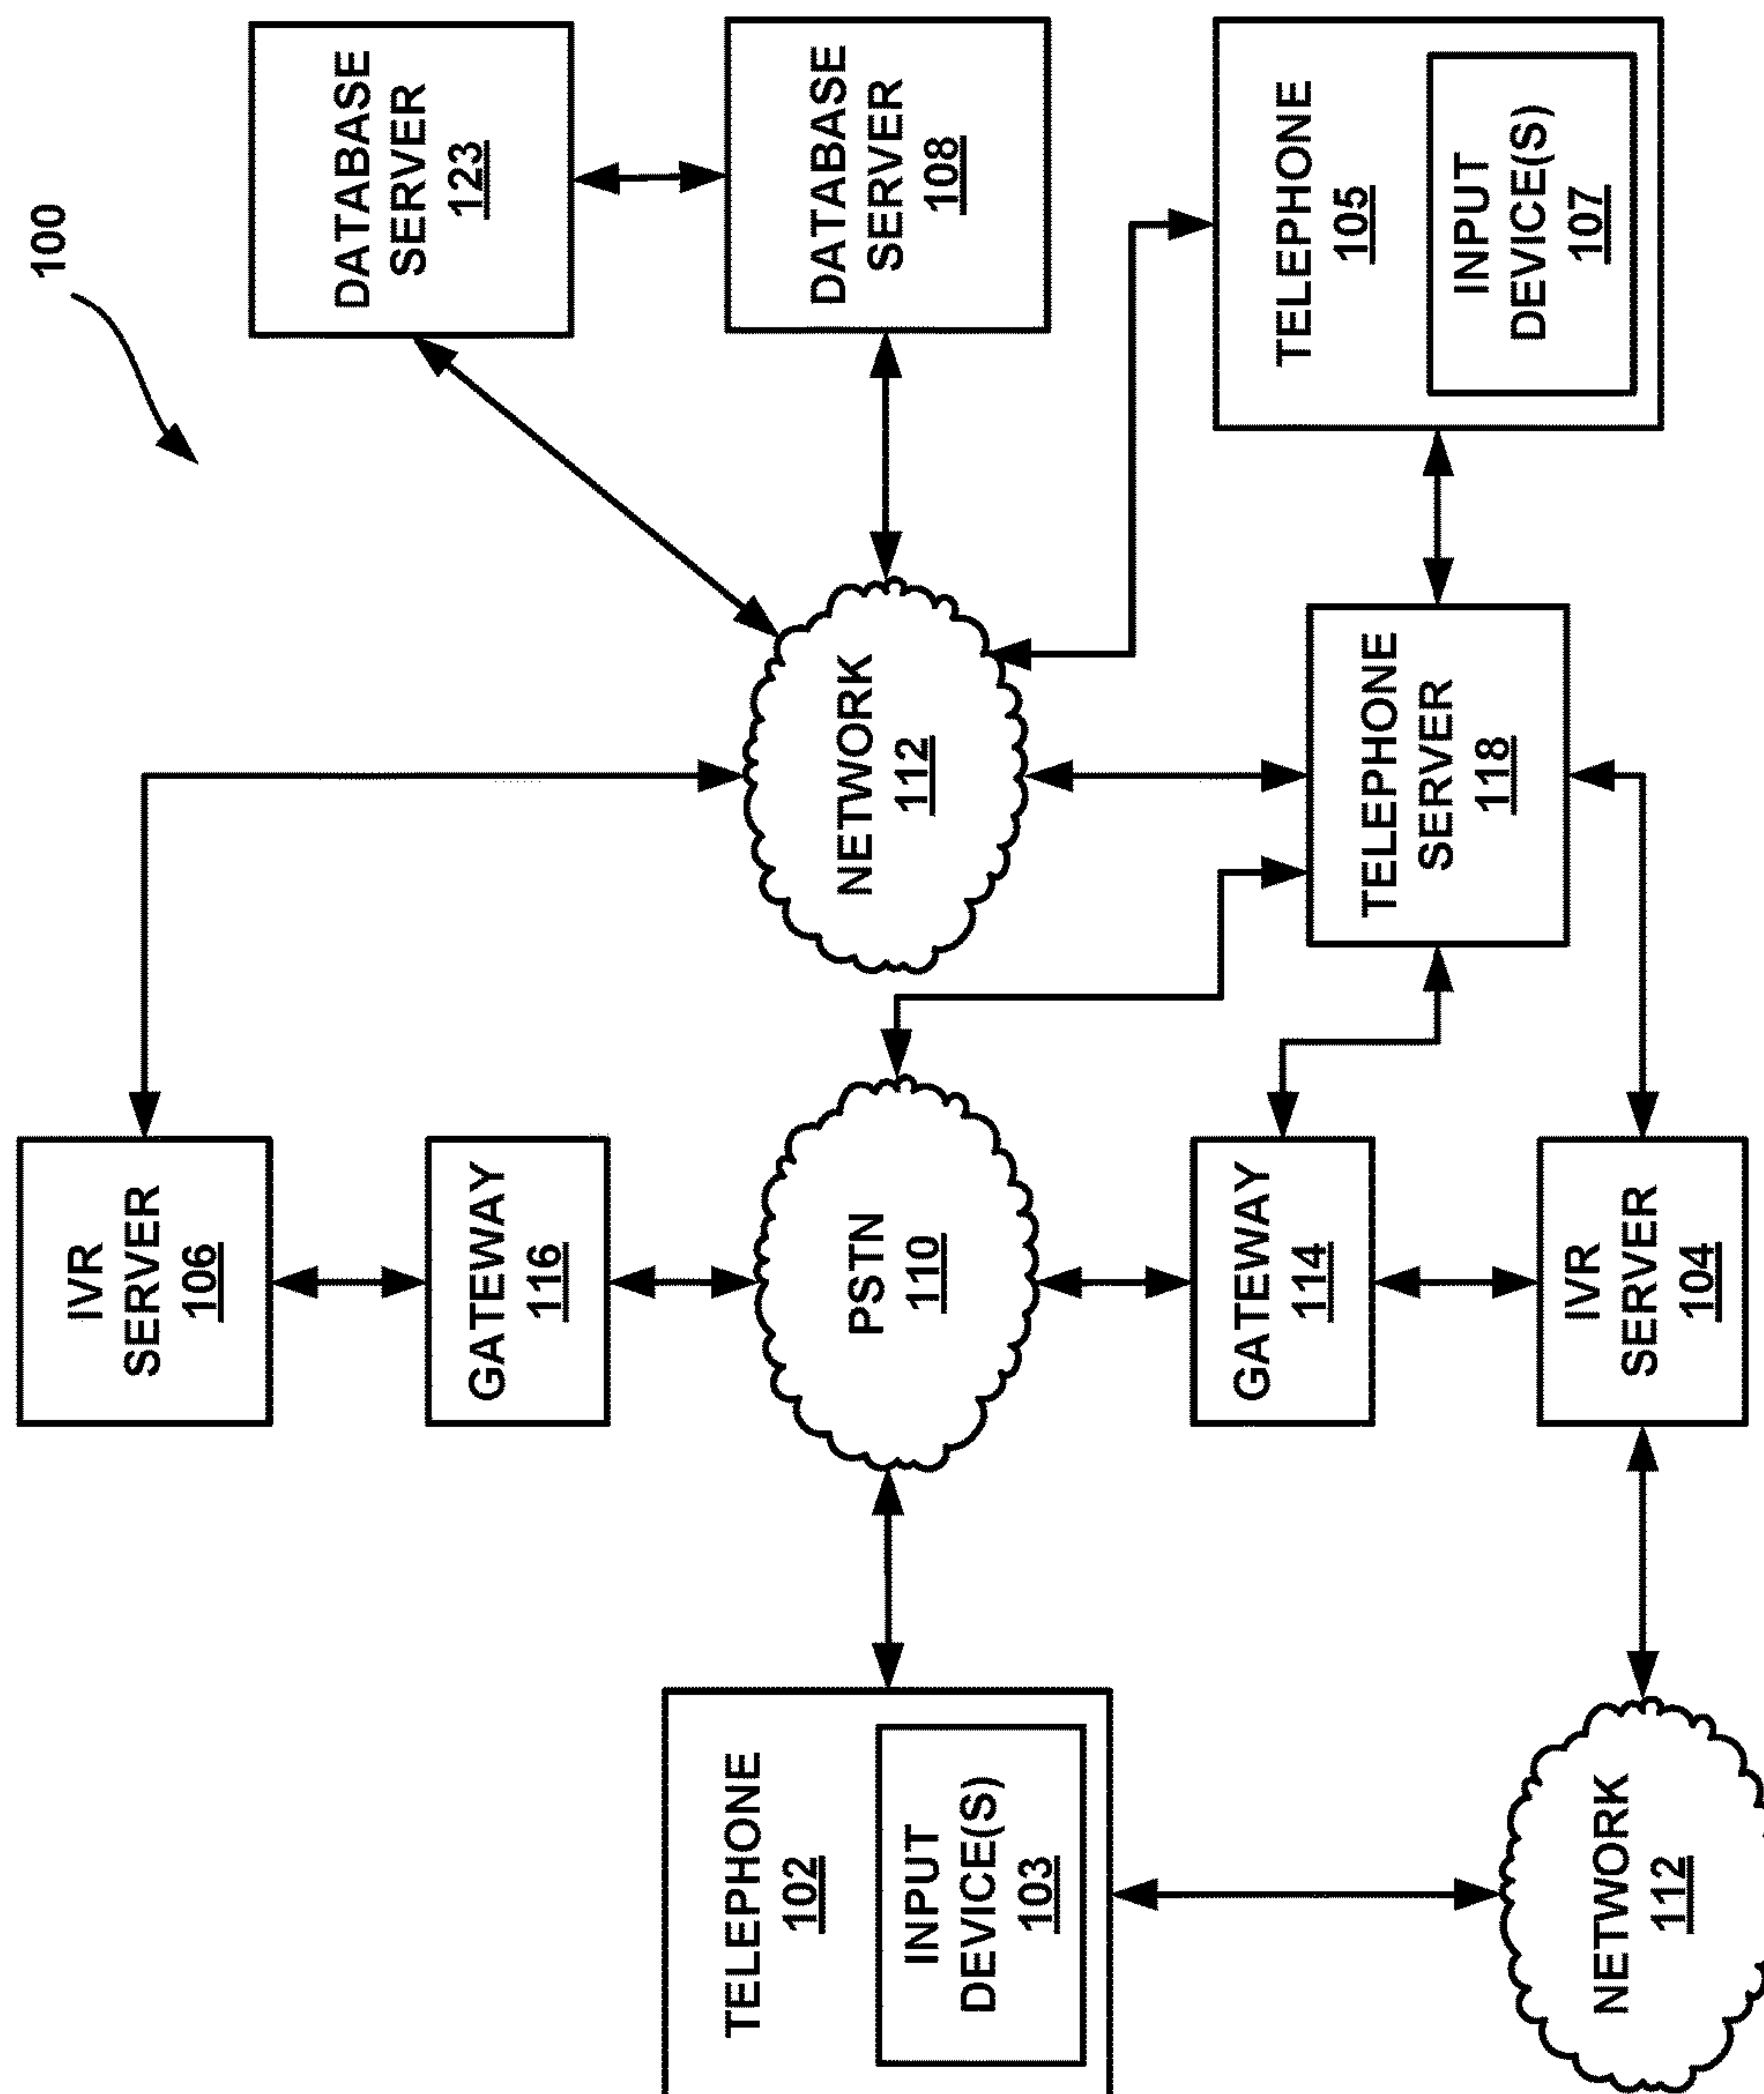 100
IVR
SERVER
106
DATABASE
SERVER
123
GATEWAY
116
TELEPHONE
102
INPUT
DEVICE(S)
103
PSTN
110
NETWORK
112
DATABASE
SERVER
108
GATEWAY
114
TELEPHONE
SERVER
118
TELEPHONE
105
INPUT
DEVICE(S)
107
NETWORK
112
IVR
SERVER
104